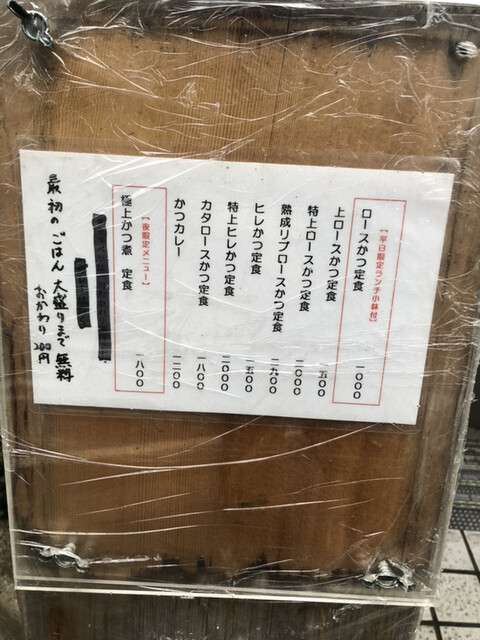 【平日限定ランチ小鉢付】
ロースかつ定食 一〇〇〇
上ロースかつ定食 一五〇〇
特上ロースかつ定食 二〇〇〇
熟成リブロースかつ定食 二九〇〇
ヒレかつ定食 一五〇〇
特上ヒレかつ定食 二〇〇〇
カタロースかつ定食 一八〇〇
かつカレー 一二〇〇
【夜限定メニュー】
極上かつ煮 定食 一八〇〇
最初のごはん 大盛りまで 無料
おかわり 200円